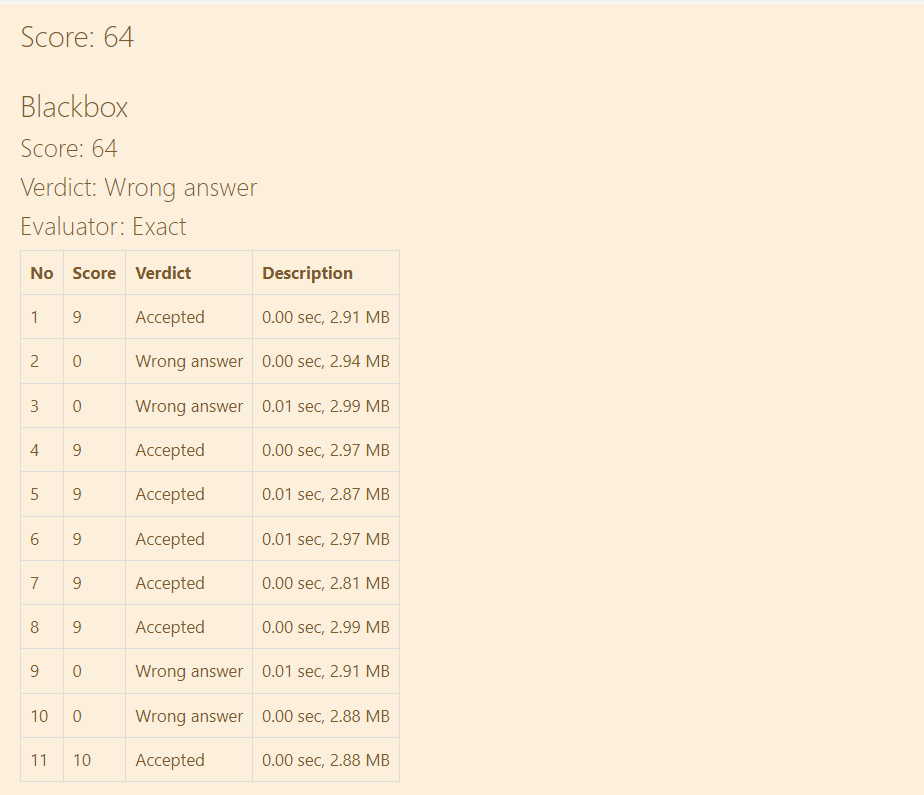 Score: 64
Blackbox
Score: 64
Verdict: Wrong answer
Evaluator: Exact
No Score Verdict Description
1 9 Accepted 0.00 sec, 2.91 MB
2 0 Wrong answer 0.00 sec, 2.94 MB
3 0 Wrong answer 0.01 sec, 2.99 MB
4 9 Accepted 0.00 sec, 2.97 MB
5 9 Accepted 0.01 sec, 2.87 MB
6 9 Accepted 0.01 sec, 2.97 MB
7 9 Accepted 0.00 sec, 2.81 MB
8 9 Accepted 0.00 sec, 2.99 MB
9 0 Wrong answer 0.01 sec, 2.91 MB
10 0 Wrong answer 0.00 sec, 2.88 MB
11 10 Accepted 0.00 sec, 2.88 MB